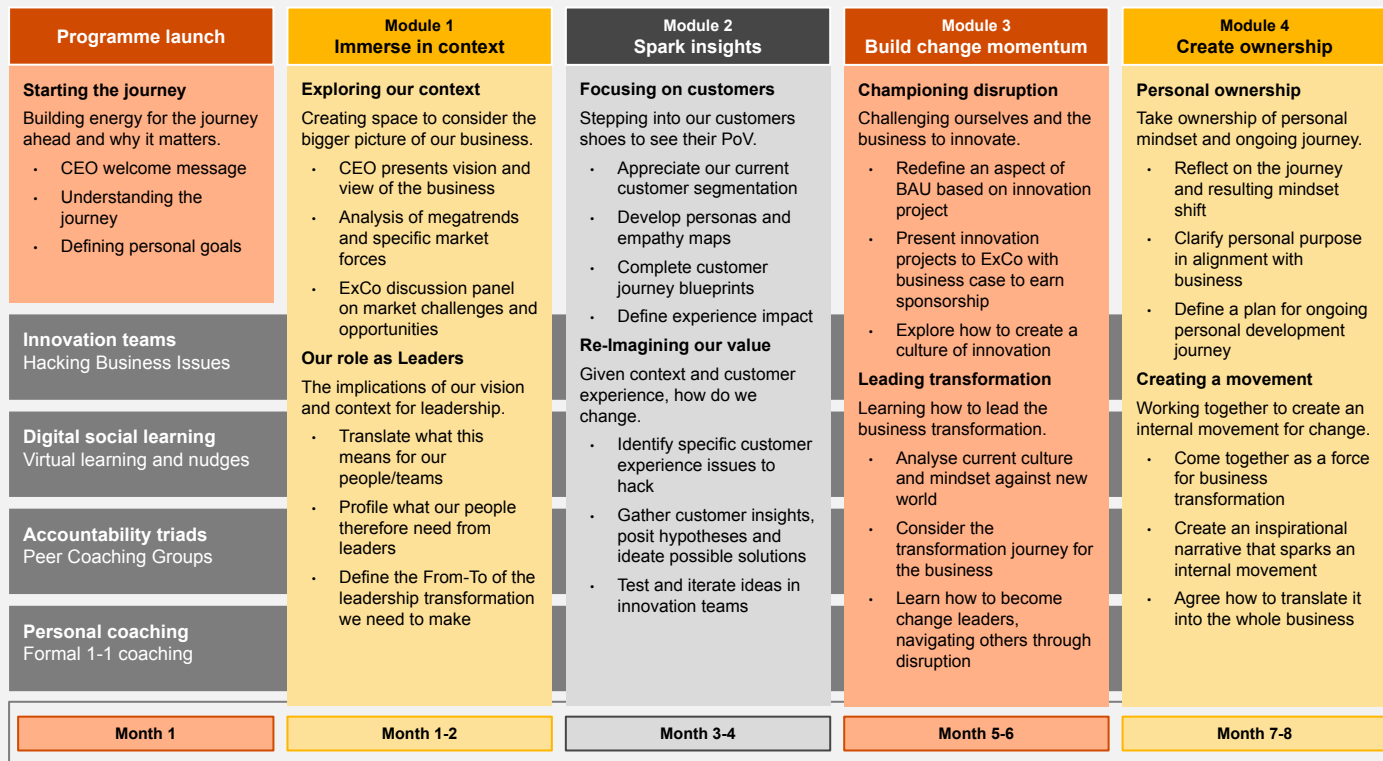 Programme launch
Starting the journey
Building energy for the journey
ahead and why it matters.
• CEO welcome message
• Understanding the
journey
• Defining personal goals
Innovation teams
Hacking Business Issues
Digital social learning
Virtual learning and nudges
Accountability triads
Peer Coaching Groups
Personal coaching
Formal 1-1 coaching
Month 1
Module 1
Immerse in context
Exploring our context
Creating space to consider the
bigger picture of our business.
• CEO presents vision and
view of the business
• Analysis of megatrends
and specific market
forces
• ExCo discussion panel
on market challenges and
opportunities
Our role as Leaders
The implications of our vision
and context for leadership.
• Translate what this
means for our
people/teams
• Profile what our people
therefore need from
leaders
• Define the From-To of the
leadership transformation
we need to make
Month 1-2
Module 2
Spark insights
Focusing on customers
Stepping into our customers
shoes to see their PoV.
• Appreciate our current
customer segmentation
• Develop personas and
empathy maps
• Complete customer
journey blueprints
• Define experience impact
Re-Imagining our value
Given context and customer
experience, how do we
change.
• Identify specific customer
experience issues to
hack
• Gather customer insights,
posit hypotheses and
ideate possible solutions
• Test and iterate ideas in
innovation teams
Month 3-4
Module 3
Build change momentum
Championing disruption
Challenging ourselves and the
business to innovate.
• Redefine an aspect of
BAU based on innovation
project
• Present innovation
projects to ExCo with
business case to earn
sponsorship
• Explore how to create a
culture of innovation
Leading transformation
Learning how to lead the
business transformation.
• Analyse current culture
and mindset against new
world
• Consider the
transformation journey for
the business
• Learn how to become
change leaders,
navigating others through
disruption
Month 5-6
Module 4
Create ownership
Personal ownership
Take ownership of personal
mindset and ongoing journey.
• Reflect on the journey
and resulting mindset
shift
• Clarify personal purpose
in alignment with
business
• Define a plan for ongoing
personal development
journey
Creating a movement
Working together to create an
internal movement for change.
• Come together as a force
for business
transformation
• Create an inspirational
narrative that sparks an
internal movement
• Agree how to translate it
into the whole business
Month 7-8